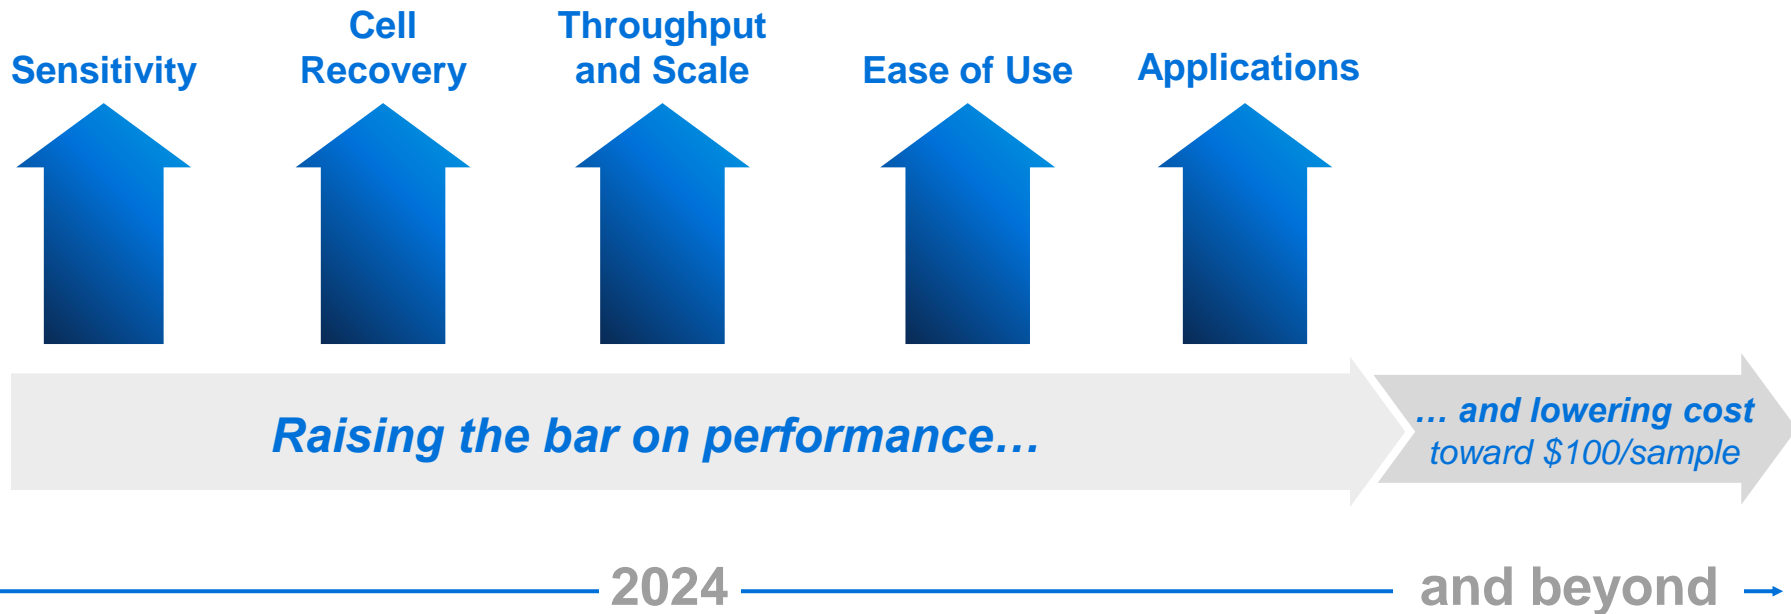 Sensitivity
Cell
Recovery
Throughput
and Scale
Ease of Use
Applications
Raising the bar on performance…
… and lowering cost
toward $100/sample
2024
and beyond